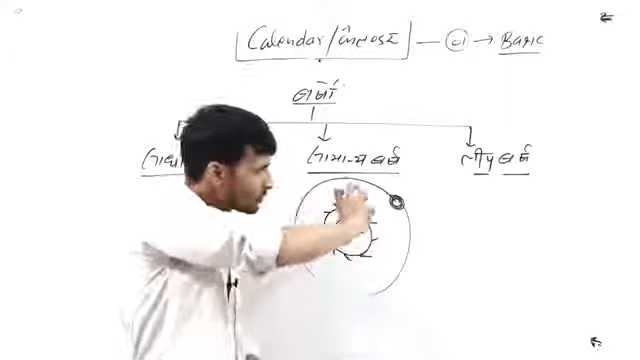 Calendar/કેલેન્ડર — 01 → Basic
વર્ષ
સામાન્ય વર્ષ
લીપ વર્ષ